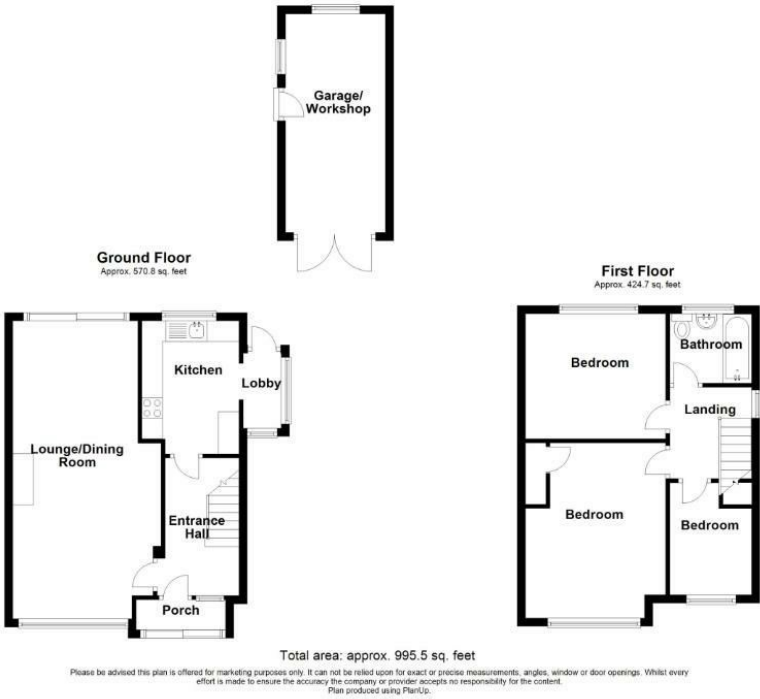 Garage/
Workshop
Ground Floor
Approx. 570.8 sq. feet
Kitchen
Lobby
Lounge/Dining
Room
Entrance
Hall
Porch
First Floor
Approx. 424.7 sq. feet
Bedroom
Bathroom
Landing
Bedroom
Bedroom
Total area: approx. 995.5 sq. feet
Please be advised this plan is offered for marketing purposes only. It can not be relied upon for exact or precise measurements, angles, window or door openings. Whilst every
effort is made to ensure the accuracy the company or provider accepts no responsibility for the content.
Plan produced using PlanUp.